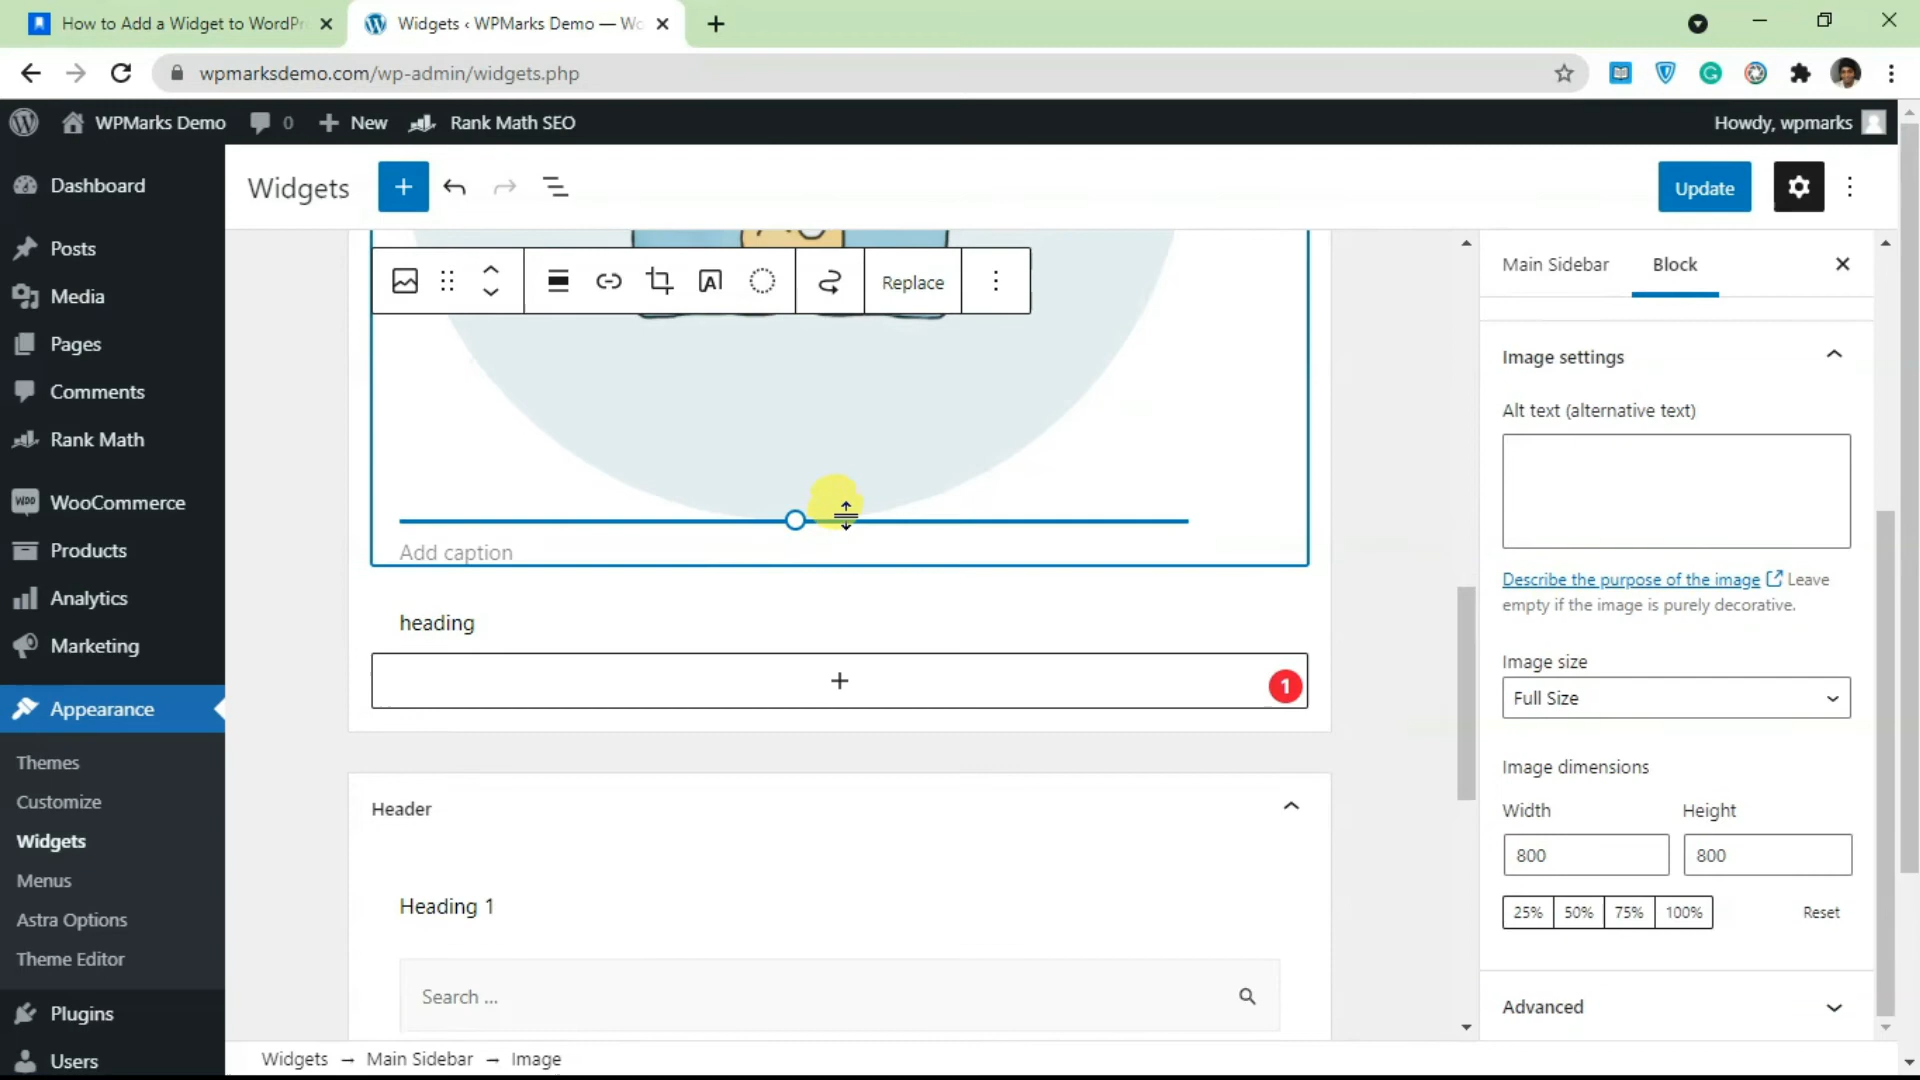 How to Add a Widget to WordPr
Widgets ‹ WPMarks Demo — Wo
wpmarksdemo.com/wp-admin/widgets.php
WPMarks Demo
0
New
Rank Math SEO
Howdy, wpmarks
Dashboard
Posts
Media
Pages
Comments
Rank Math
WooCommerce
Products
Analytics
Marketing
Appearance
Themes
Customize
Widgets
Menus
Astra Options
Theme Editor
Plugins
Users
Widgets
Update
Replace
Add caption
heading
1
Header
Heading 1
Search ...
Main Sidebar
Block
Image settings
Alt text (alternative text)
Describe the purpose of the image Leave
empty if the image is purely decorative.
Image size
Full Size
Image dimensions
Width
Height
800
800
25%
50%
75%
100%
Reset
Advanced
Widgets → Main Sidebar → Image